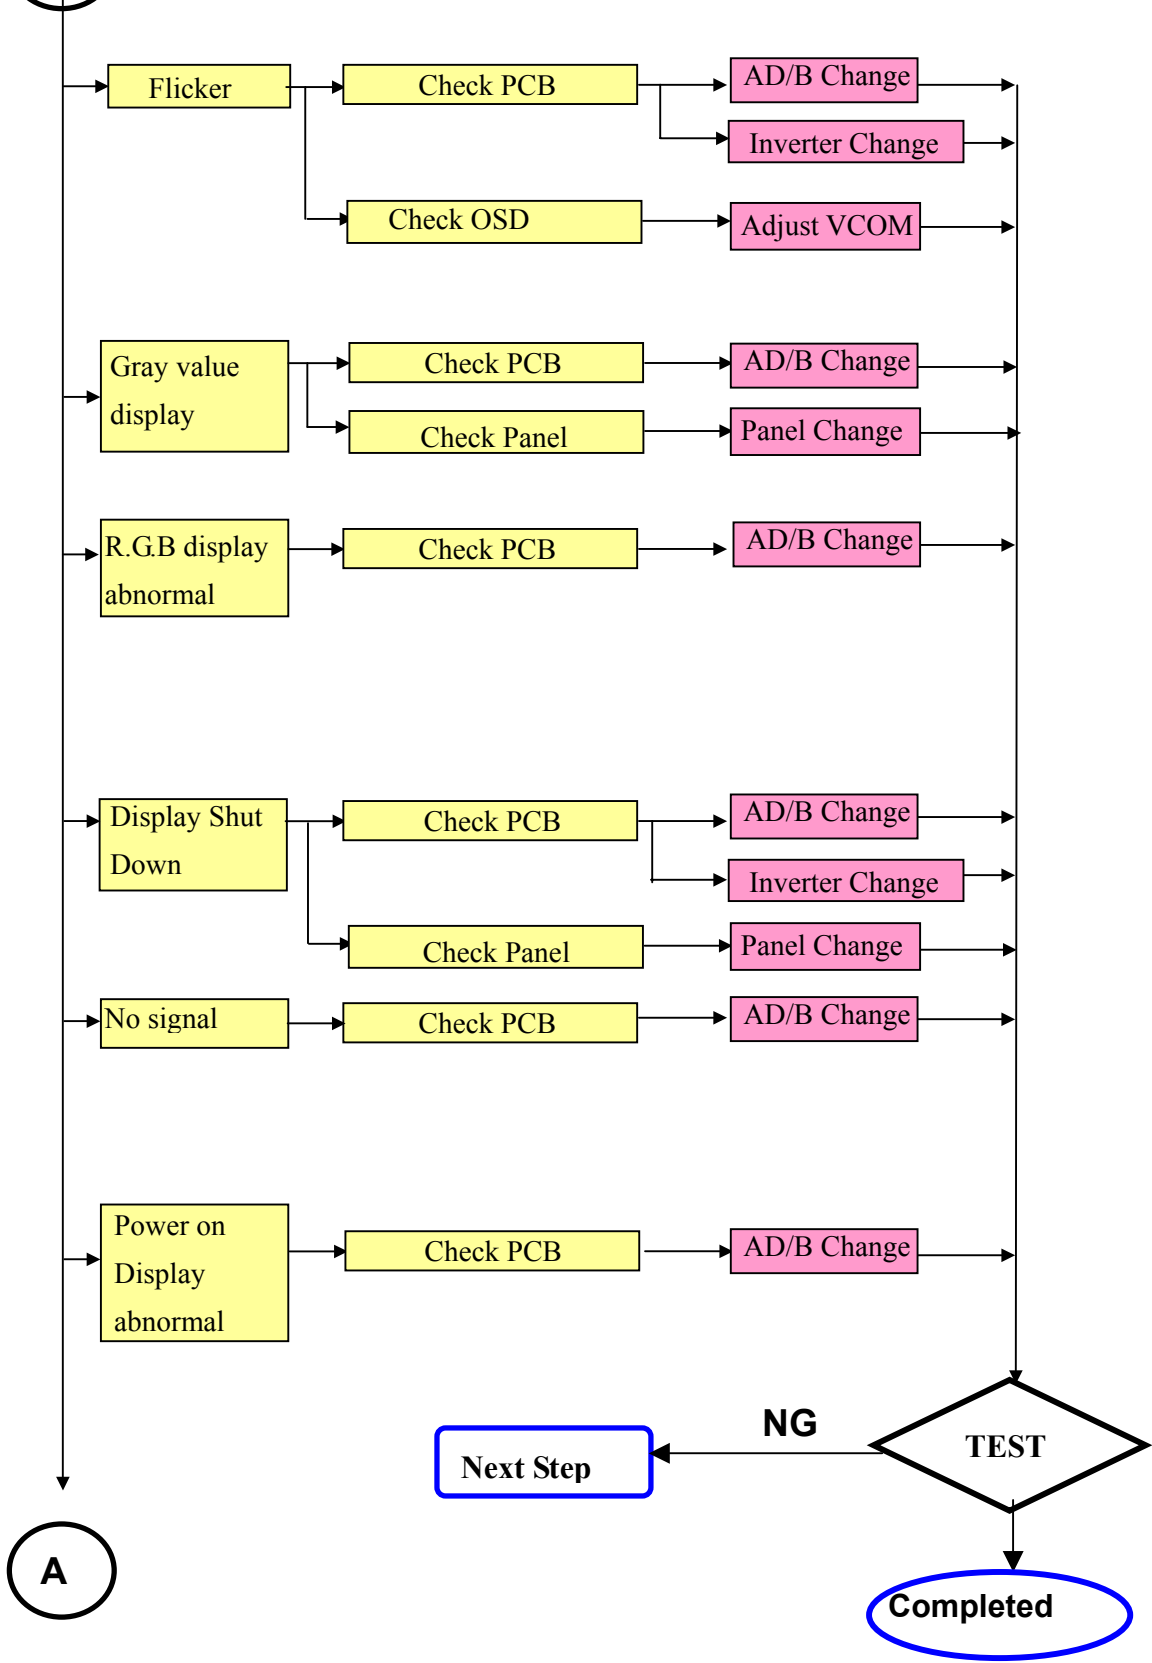 Flicker
Check PCB
AD/B Change
Inverter Change
Check OSD
Adjust VCOM
Gray value
display
Check PCB
AD/B Change
Check Panel
Panel Change
R.G.B display
abnormal
Check PCB
AD/B Change
Display Shut
Down
Check PCB
AD/B Change
Inverter Change
Check Panel
Panel Change
No signal
Check PCB
AD/B Change
Power on
Display
abnormal
Check PCB
AD/B Change
NG
TEST
Next Step
A
Completed